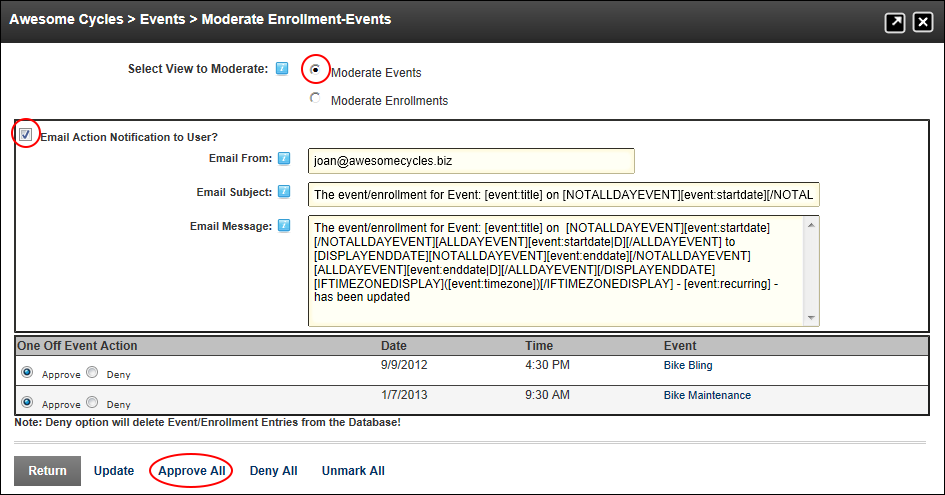 Awesome Cycles > Events > Moderate Enrollment-Events
Select View to Moderate:
Moderate Events
Moderate Enrollments
Email Action Notification to User?
Email From: joan@awesomecycles.biz
Email Subject: The event/enrollment for Event: [event:title] on [NOTALLDAYEVENT][event:startdate][/NOTAL
Email Message: The event/enrollment for Event: [event:title] on [NOTALLDAYEVENT][event:startdate]
[/NOTALLDAYEVENT][ALLDAYEVENT][event:startdate|D][/ALLDAYEVENT] to
[DISPLAYENDDATE][NOTALLDAYEVENT][event:enddate][/NOTALLDAYEVENT]
[ALLDAYEVENT][event:enddate|D][/ALLDAYEVENT][/DISPLAYENDDATE]
[IFTIMEZONEDISPLAY]([event:timezone])[/IFTIMEZONEDISPLAY] - [event:recurring] -
has been updated
One Off Event Action Date Time Event
Approve Deny 9/9/2012 4:30 PM Bike Bling
Approve Deny 1/7/2013 9:30 AM Bike Maintenance
Note: Deny option will delete Event/Enrollment Entries from the Database!
Return Update Approve All Deny All Unmark All